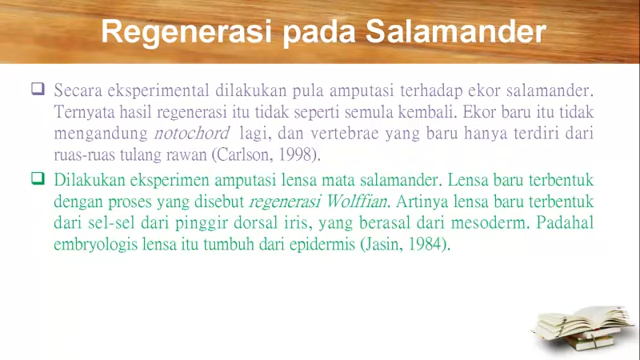 Regenerasi pada Salamander
Secara eksperimental dilakukan pula amputasi terhadap ekor salamander.
Ternyata hasil regenerasi itu tidak seperti semula kembali. Ekor baru itu tidak
mengandung notochord lagi, dan vertebrae yang baru hanya terdiri dari
ruas-ruas tulang rawan (Carlson, 1998).
Dilakukan eksperimen amputasi lensa mata salamander. Lensa baru terbentuk
dengan proses yang disebut regenerasi Wolffian. Artinya lensa baru terbentuk
dari sel-sel dari pinggir dorsal iris, yang berasal dari mesoderm. Padahal
embryologis lensa itu tumbuh dari epidermis (Jasin, 1984).